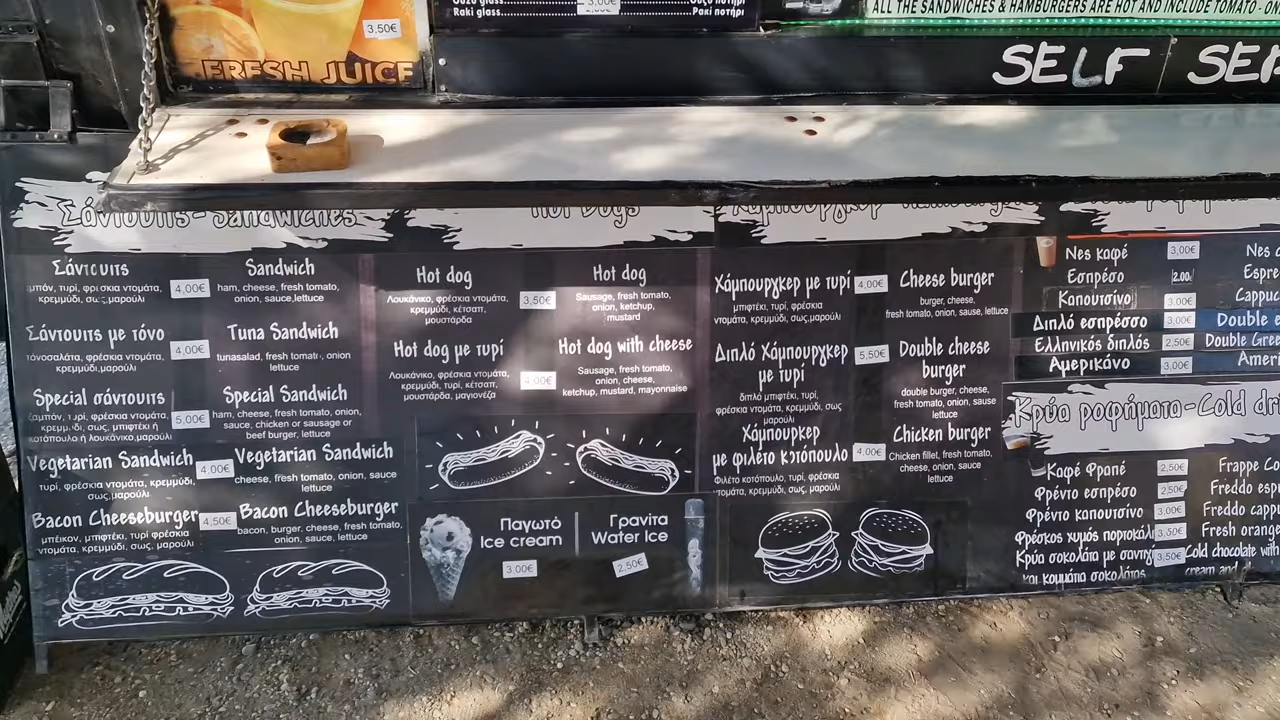 3,50€
FRESH JUICE
Raki glass
3,00€
Ρακί ποτήρι
ALL THE SANDWICHES & HAMBURGERS ARE HOT AND INCLUDE TOMATO - ON
SELF SER
Σάντουιτς - Sandwiches
Σάντουιτς 4,00€ Sandwich
τυρί, φρέσκια ντομάτα, ham, cheese, fresh tomato,
κρεμμύδι, μαρούλι onion, sauce,lettuce
Σάντουιτς με τόνο 4,00€ Tuna Sandwich
τονοσαλάτα, φρέσκια ντομάτα, tunasalad, fresh tomato, onion
κρεμμύδι,μαρούλι lettuce
Special σάντουιτς 5,00€ Special Sandwich
ζαμπόν, τυρί, φρέσκια ντομάτα, ham, cheese, fresh tomato, onion,
κρεμμύδι, σως, μπιφτέκι ή sauce, chicken or sausage or
κοτόπουλο ή λουκάνικο,μαρούλι beef burger, lettuce
Vegetarian Sandwich 4,00€ Vegetarian Sandwich
τυρί, φρέσκια ντομάτα, κρεμμύδι, cheese, fresh tomato, onion, sauce
σως,μαρούλι lettuce
Bacon Cheeseburger 4,50€ Bacon Cheeseburger
μπέικον, μπιφτέκι, τυρί φρέσκια bacon, burger, cheese, fresh tomato,
ντομάτα, κρεμμύδι, σως, μαρούλι onion, sauce, lettuce
Hot Dogs
Hot dog 3,50€ Hot dog
Λουκάνικο, φρέσκια ντομάτα, Sausage, fresh tomato,
κρεμμύδι, κέτσαπ, onion, ketchup,
μουστάρδα mustard
Hot dog με τυρί 4,00€ Hot dog with cheese
Λουκάνικο, φρέσκια ντομάτα, Sausage, fresh tomato,
κρεμμύδι, τυρί, κέτσαπ, onion, cheese,
μουστάρδα, μαγιονέζα ketchup, mustard, mayonnaise
Παγωτό Γρανίτα
Ice cream Water Ice
3,00€ 2,50€
Χάμπουργκερ
Χάμπουργκερ με τυρί 4,00€ Cheese burger
μπιφτέκι, τυρί, φρέσκια burger, cheese,
ντομάτα, κρεμμύδι, σως,μαρούλι fresh tomato, onion, sause, lettuce
Διπλό Χάμπουργκερ 5,50€ Double cheese
με τυρί burger
διπλό μπιφτέκι, τυρί, double burger, cheese,
φρέσκια ντομάτα, κρεμμύδι, σως, fresh tomato, onion, sause
μαρούλι lettuce
Χάμπουρκερ Chicken burger
με φιλέτο κοτόπουλο 4,00€
Φιλέτο κοτόπουλο, τυρί, φρέσκια Chicken fillet, fresh tomato,
ντομάτα, κρεμμύδι, σως, μαρούλι cheese, onion, sauce
lettuce
Nες καφέ 3,00€ Nes
Εσπρέσο 2.00 Espre
Καπουτσίνο 3,00€ Cappuc
Διπλό εσπρέσσο 3,00€ Double e
Ελληνικός διπλός 2,50€ Double Gree
Αμερικάνο 3,00€ Amer
Κρύα ροφήματα - Cold dri
Καφέ Φραπέ 2,50€ Frappe Co
Φρέντο εσπρέσο 2,50€ Freddo espr
Φρέντο καπουτσίνο 3,00€ Freddo capp
Φρέσκος χυμός πορτοκάλι 3,50€ Fresh orang
Κρύα σοκολάτα με σαντιγύ 3,50€ Cold chocolate with
και κομμάτια σοκολάτας cream and